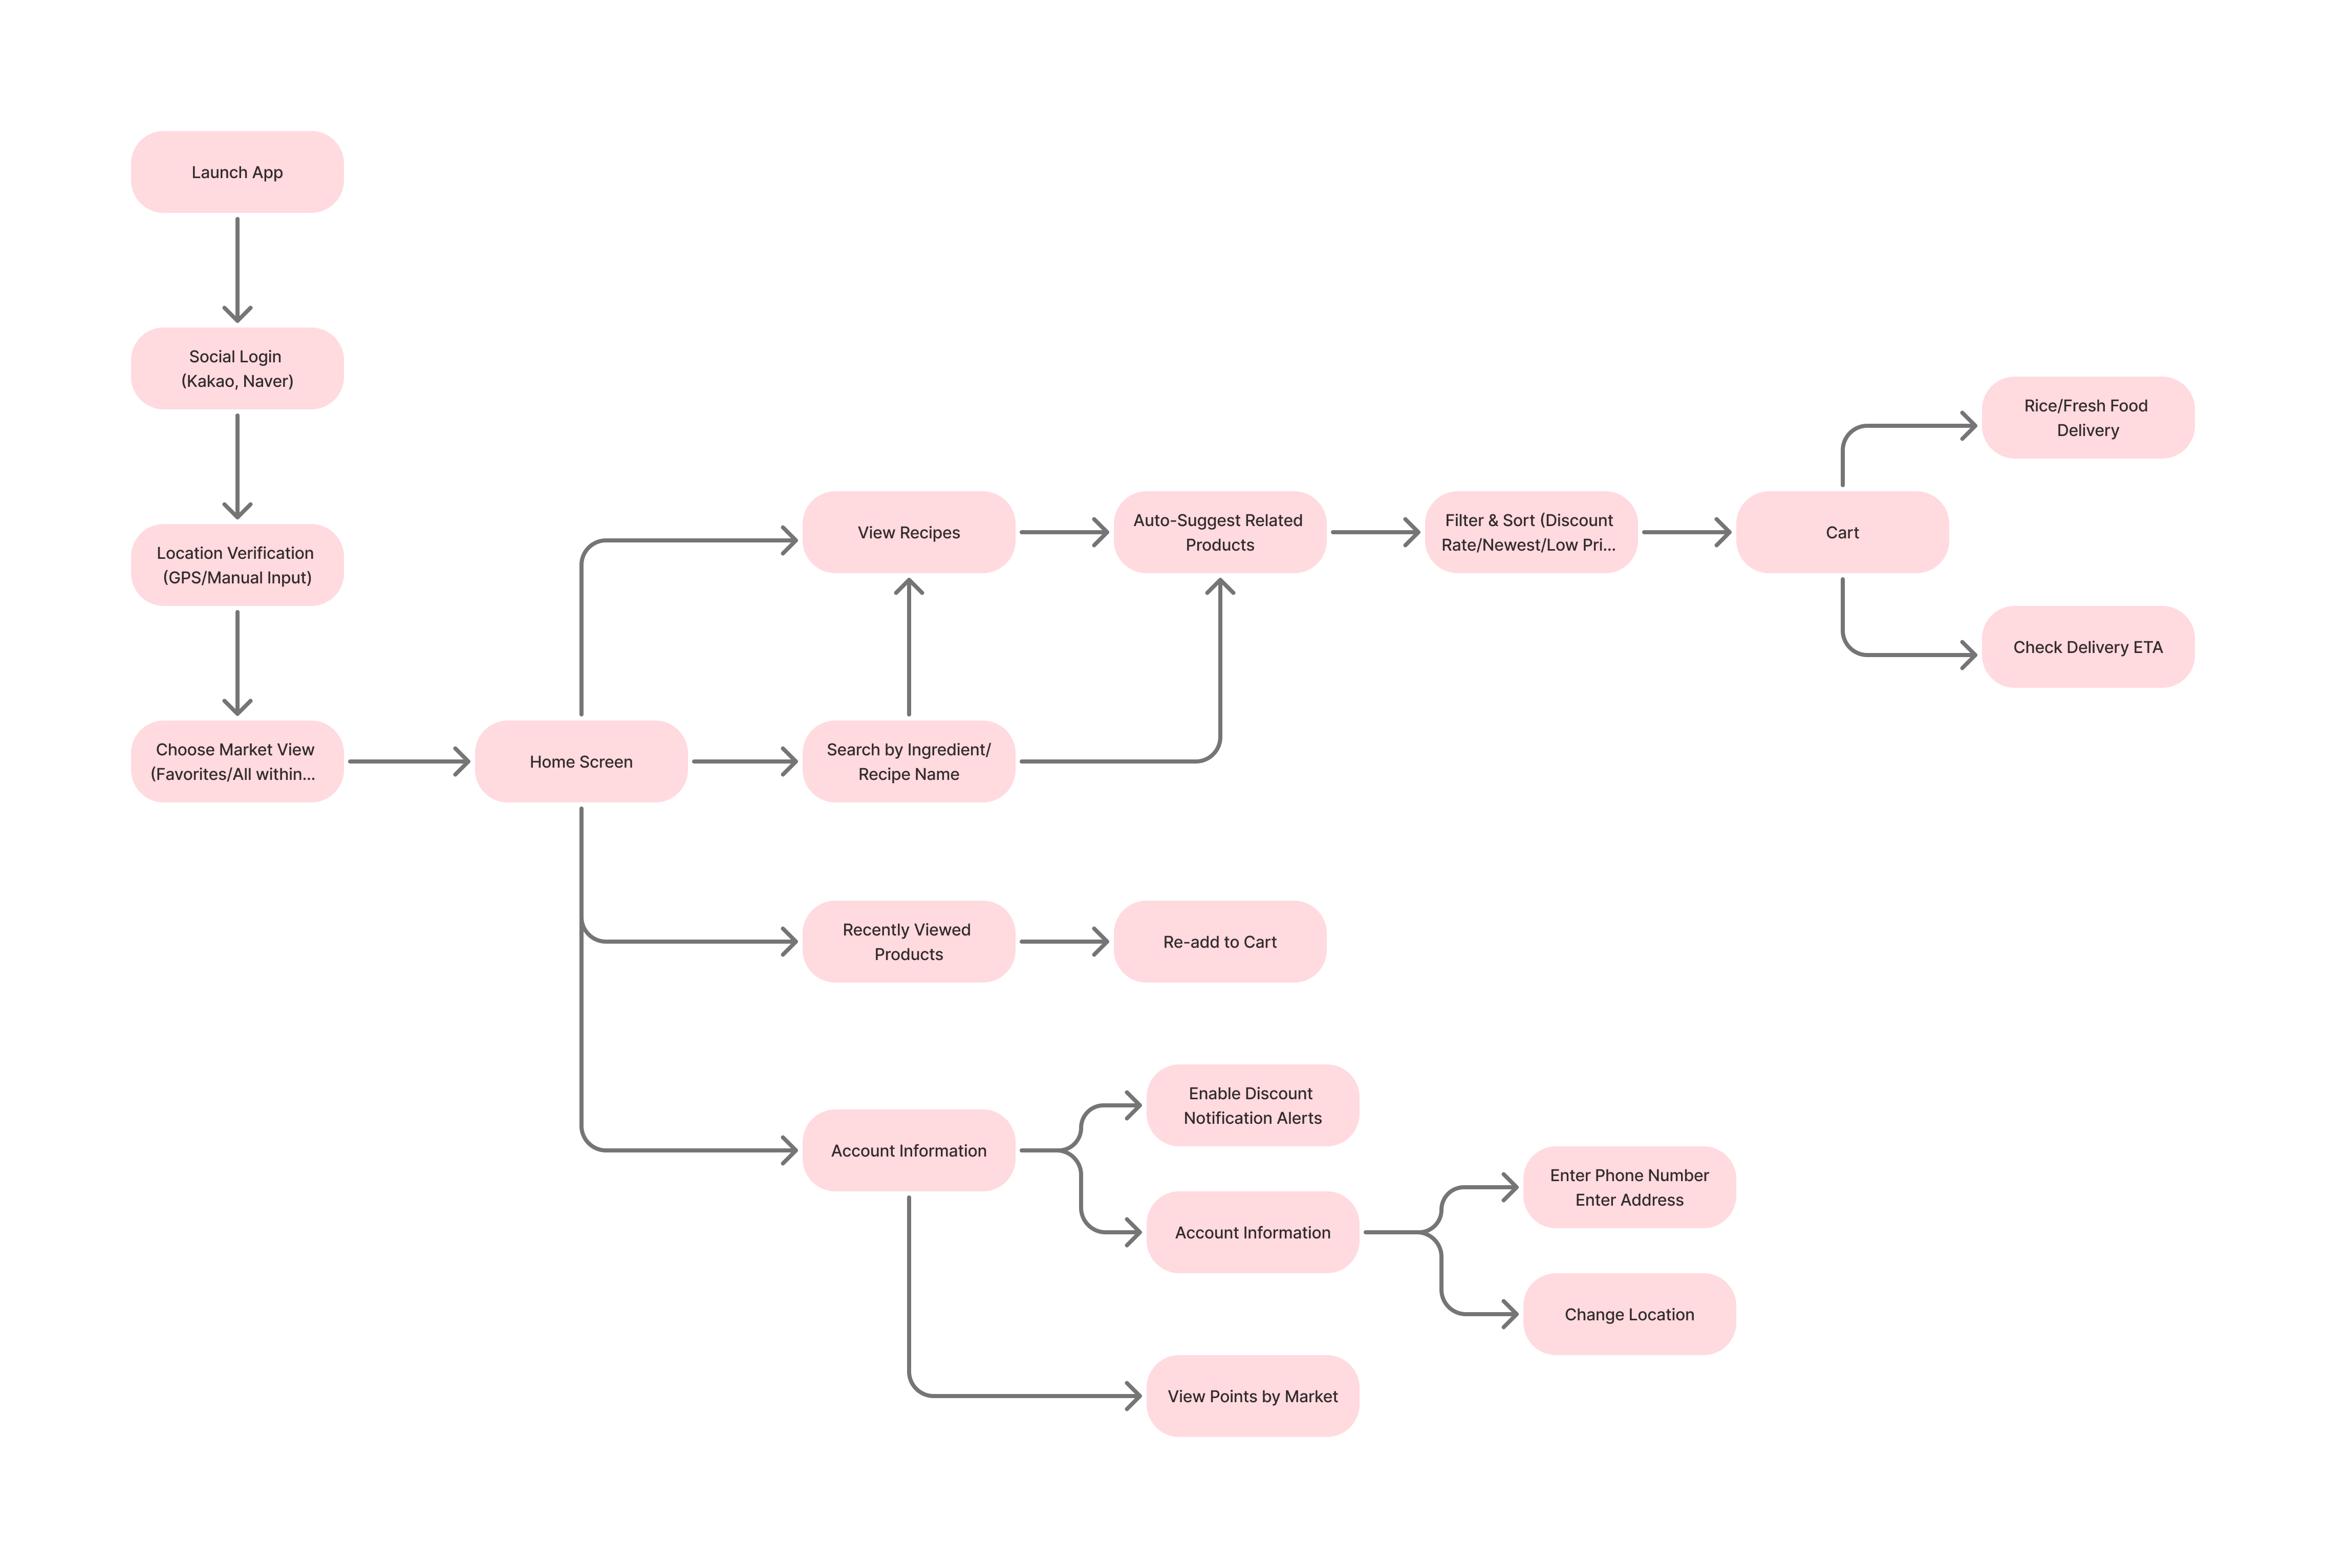 Launch App
Social Login
(Kakao, Naver)
Location Verification
(GPS/Manual Input)
Choose Market View
(Favorites/All within...
Home Screen
View Recipes
Auto-Suggest Related
Products
Filter & Sort (Discount
Rate/Newest/Low Pri...
Cart
Rice/Fresh Food
Delivery
Check Delivery ETA
Search by Ingredient/
Recipe Name
Recently Viewed
Products
Re-add to Cart
Account Information
Enable Discount
Notification Alerts
Account Information
Enter Phone Number
Enter Address
Change Location
View Points by Market